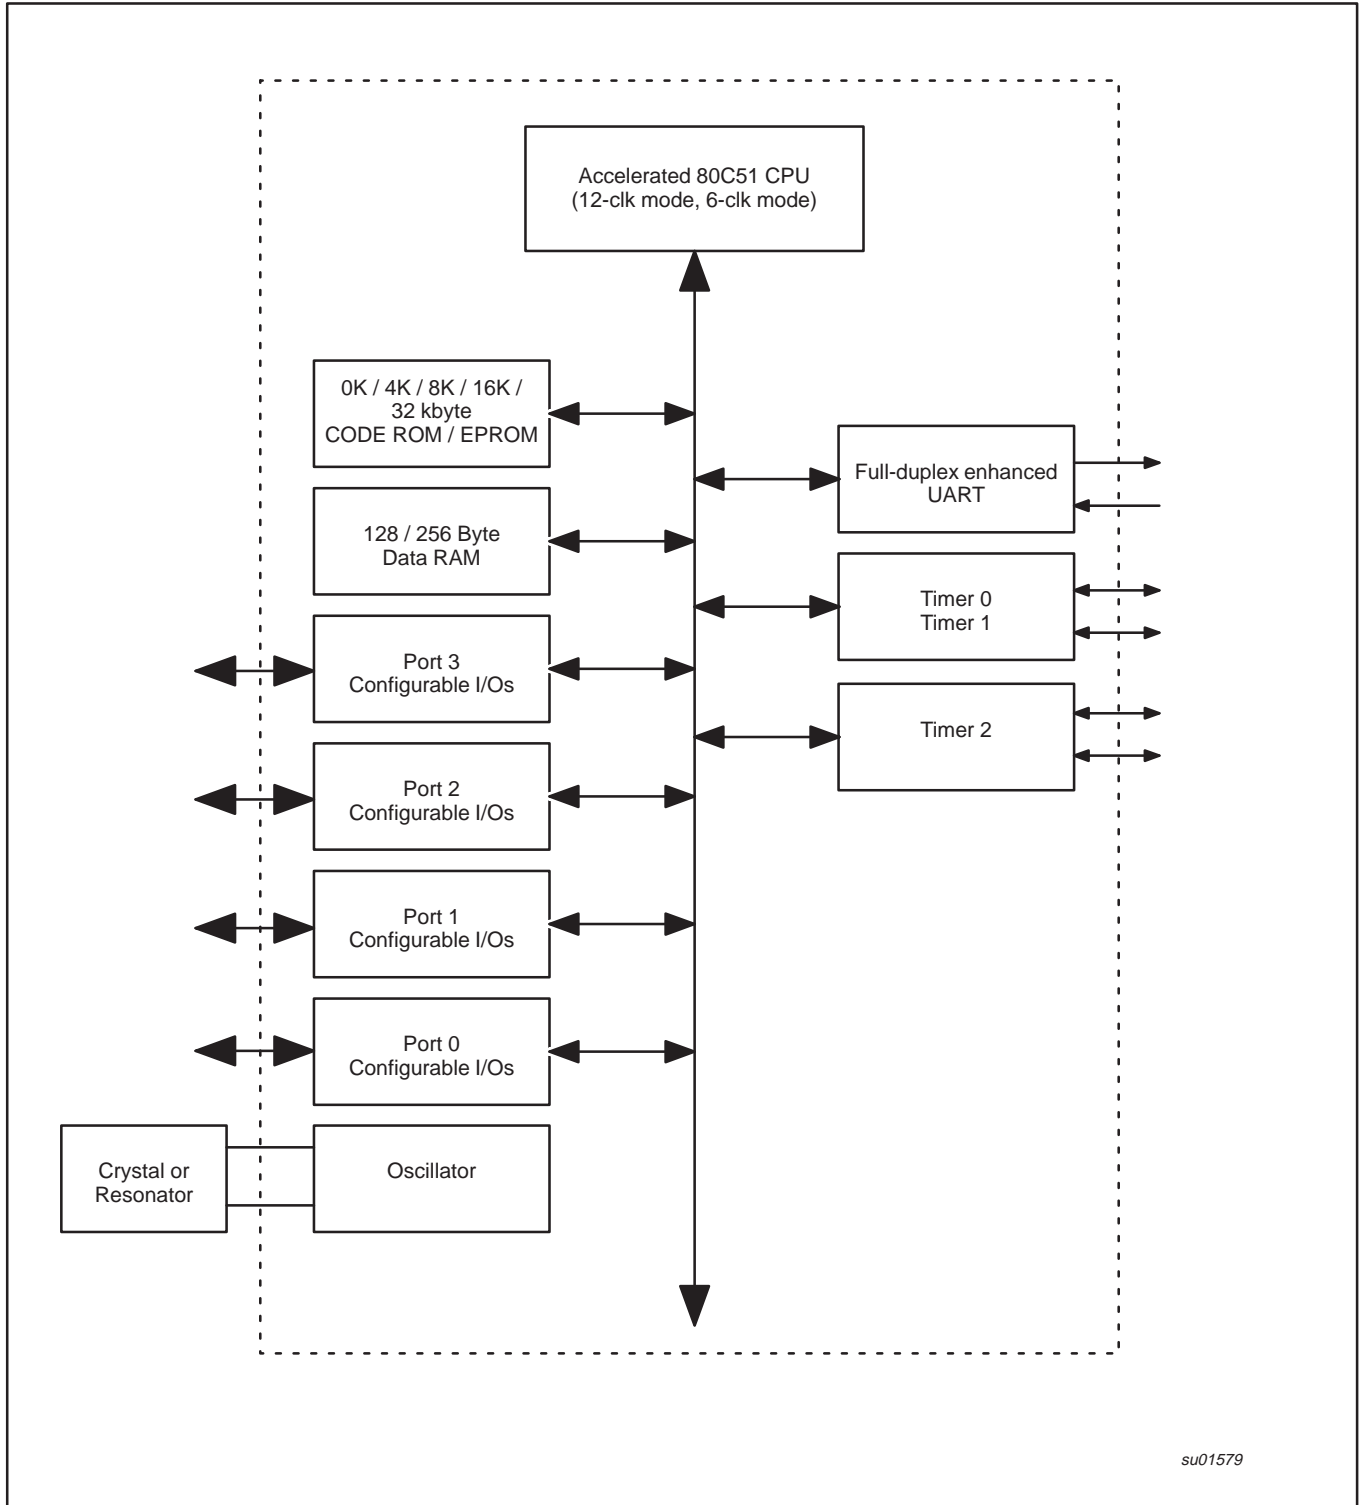 Accelerated 80C51 CPU
(12-clk mode, 6-clk mode)
0K / 4K / 8K / 16K /
32 kbyte
CODE ROM / EPROM
128 / 256 Byte
Data RAM
Port 3
Configurable I/Os
Port 2
Configurable I/Os
Port 1
Configurable I/Os
Port 0
Configurable I/Os
Crystal or
Resonator
Oscillator
Full-duplex enhanced
UART
Timer 0
Timer 1
Timer 2
su01579